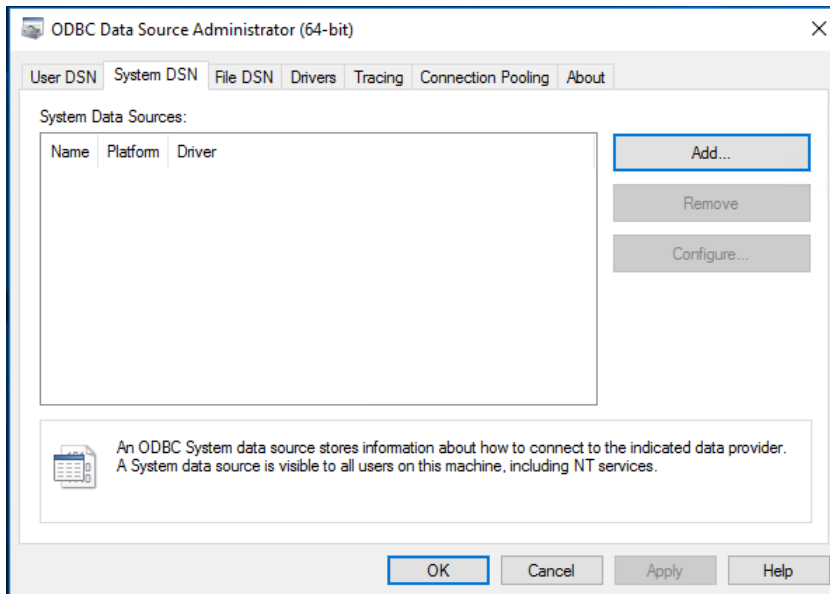 ODBC Data Source Administrator (64-bit)
User DSN System DSN File DSN Drivers Tracing Connection Pooling About
System Data Sources:
Name Platform Driver
Add...
Remove
Configure...
An ODBC System data source stores information about how to connect to the indicated data provider.
A System data source is visible to all users on this machine, including NT services.
OK Cancel Apply Help